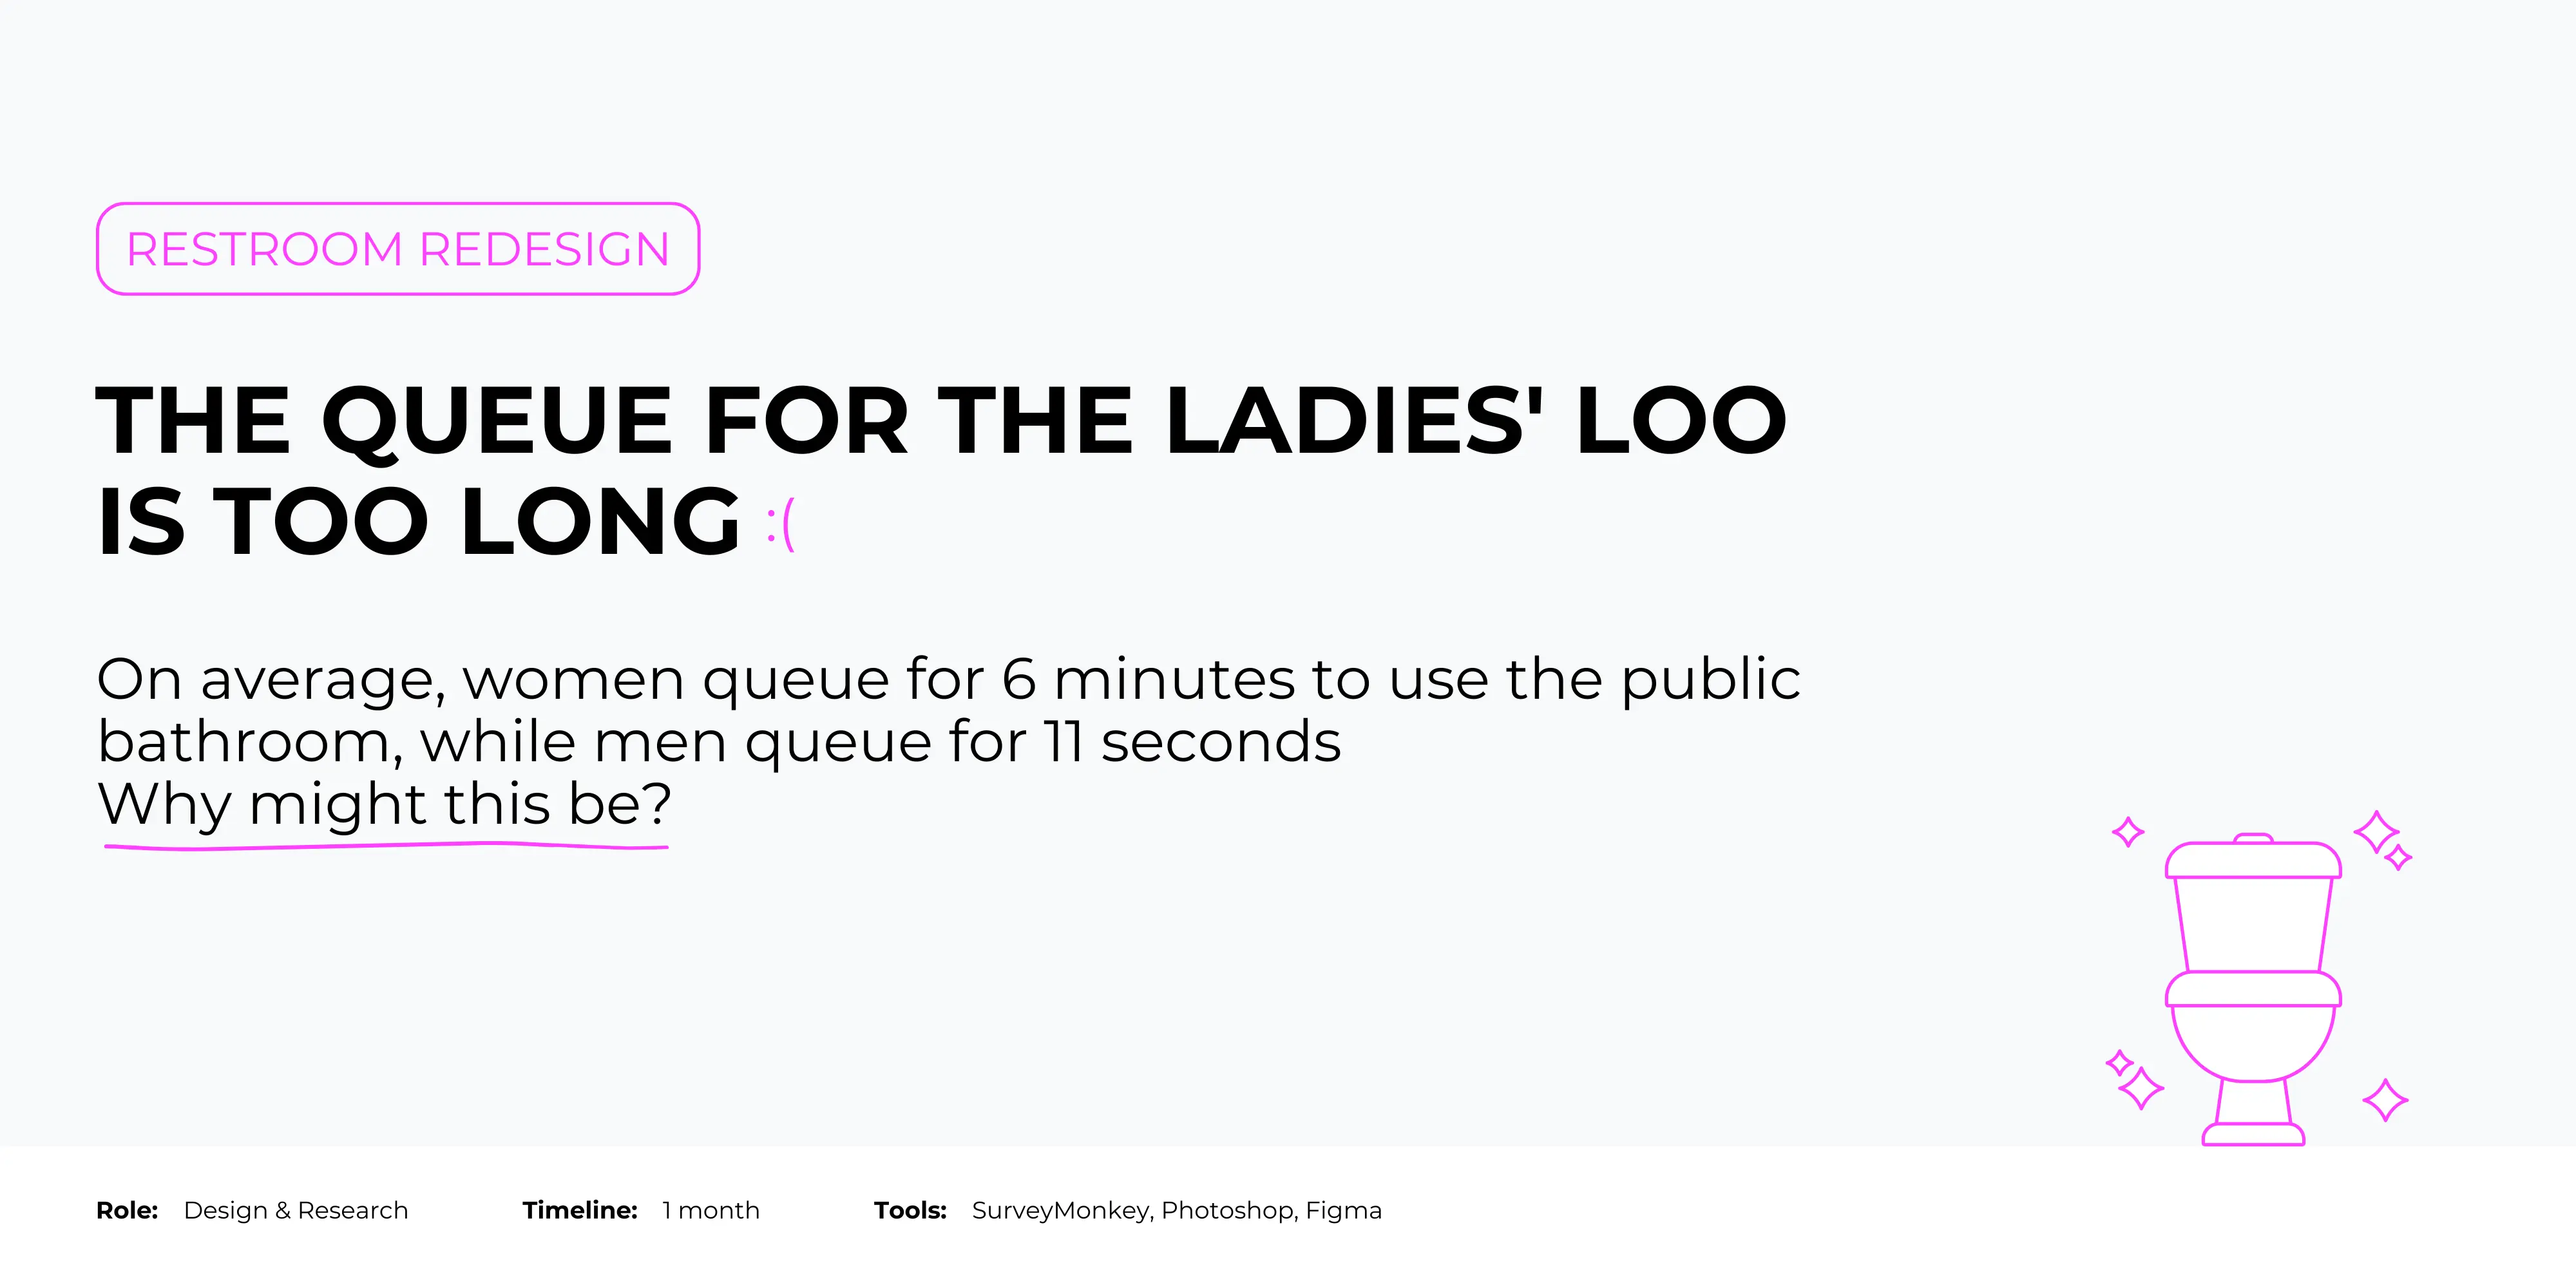 RESTROOM REDESIGN
THE QUEUE FOR THE LADIES' LOO
IS TOO LONG :(
On average, women queue for 6 minutes to use the public
bathroom, while men queue for 11 seconds
Why might this be?
Role: Design & Research Timeline: 1 month Tools: SurveyMonkey, Photoshop, Figma